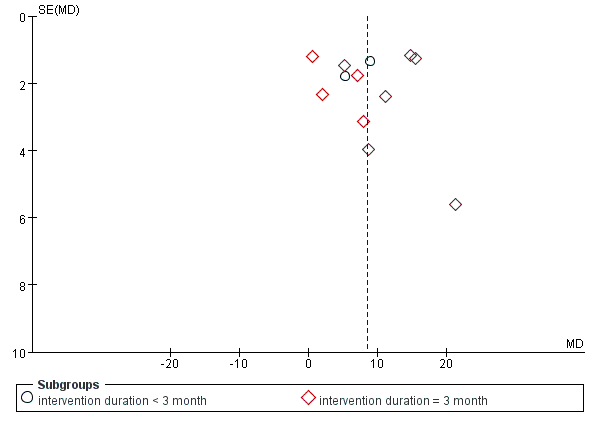 SE(MD)
0
2
4
6
8
10
-20
-10
0
10
20
MD
Subgroups
intervention duration < 3 month
intervention duration = 3 month